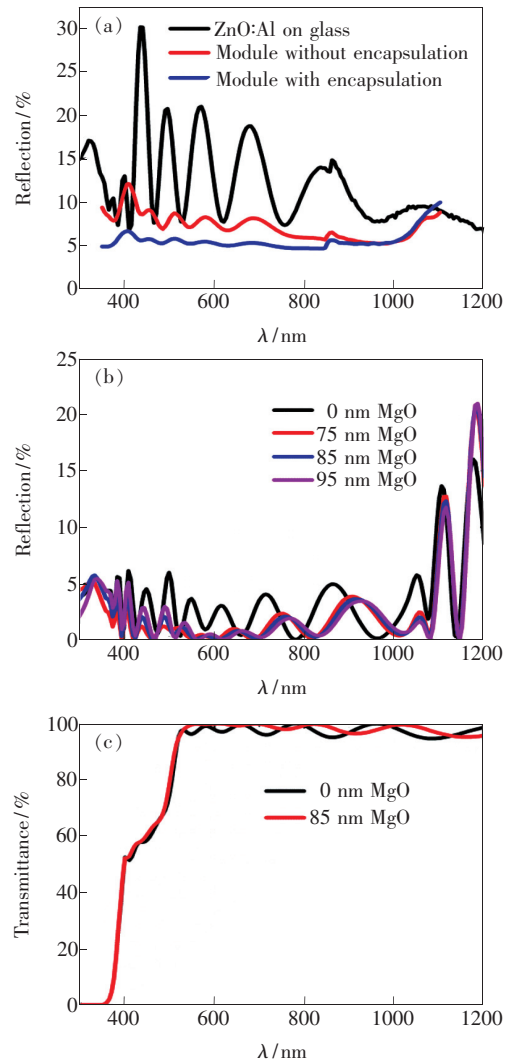 (a)
ZnO:Al on glass
Module without encapsulation
Module with encapsulation
Reflection/%
30
25
20
15
10
5
0
400 600 800 1000 1200
λ/nm
(b)
0 nm MgO
75 nm MgO
85 nm MgO
95 nm MgO
Reflection/%
25
20
15
10
5
0
400 600 800 1000 1200
λ/nm
(c)
0 nm MgO
85 nm MgO
Transmittance/%
100
80
60
40
20
0
400 600 800 1000 1200
λ/nm